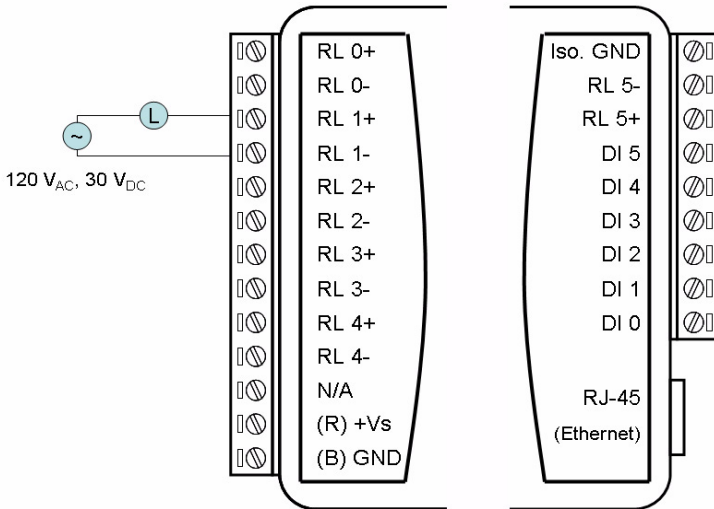 RL 0+
RL 0-
RL 1+
RL 1-
RL 2+
RL 2-
RL 3+
RL 3-
RL 4+
RL 4-
N/A
(R) +Vs
(B) GND
L
~
120 VAC, 30 VDC
Iso. GND
RL 5-
RL 5+
DI 5
DI 4
DI 3
DI 2
DI 1
DI 0
RJ-45
(Ethernet)